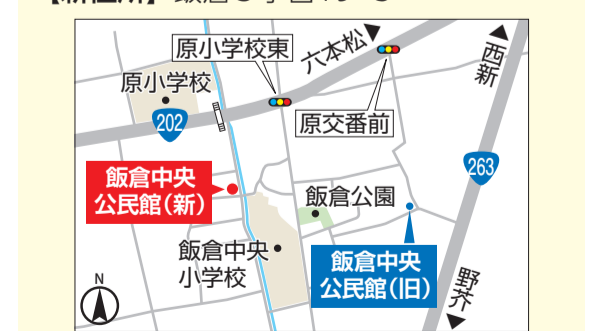 原小学校東
六本松
西新
原小学校
202
原交番前
263
飯倉中央
公民館（新）
飯倉公園
飯倉中央
小学校
飯倉中央
公民館（旧）
野芥
N